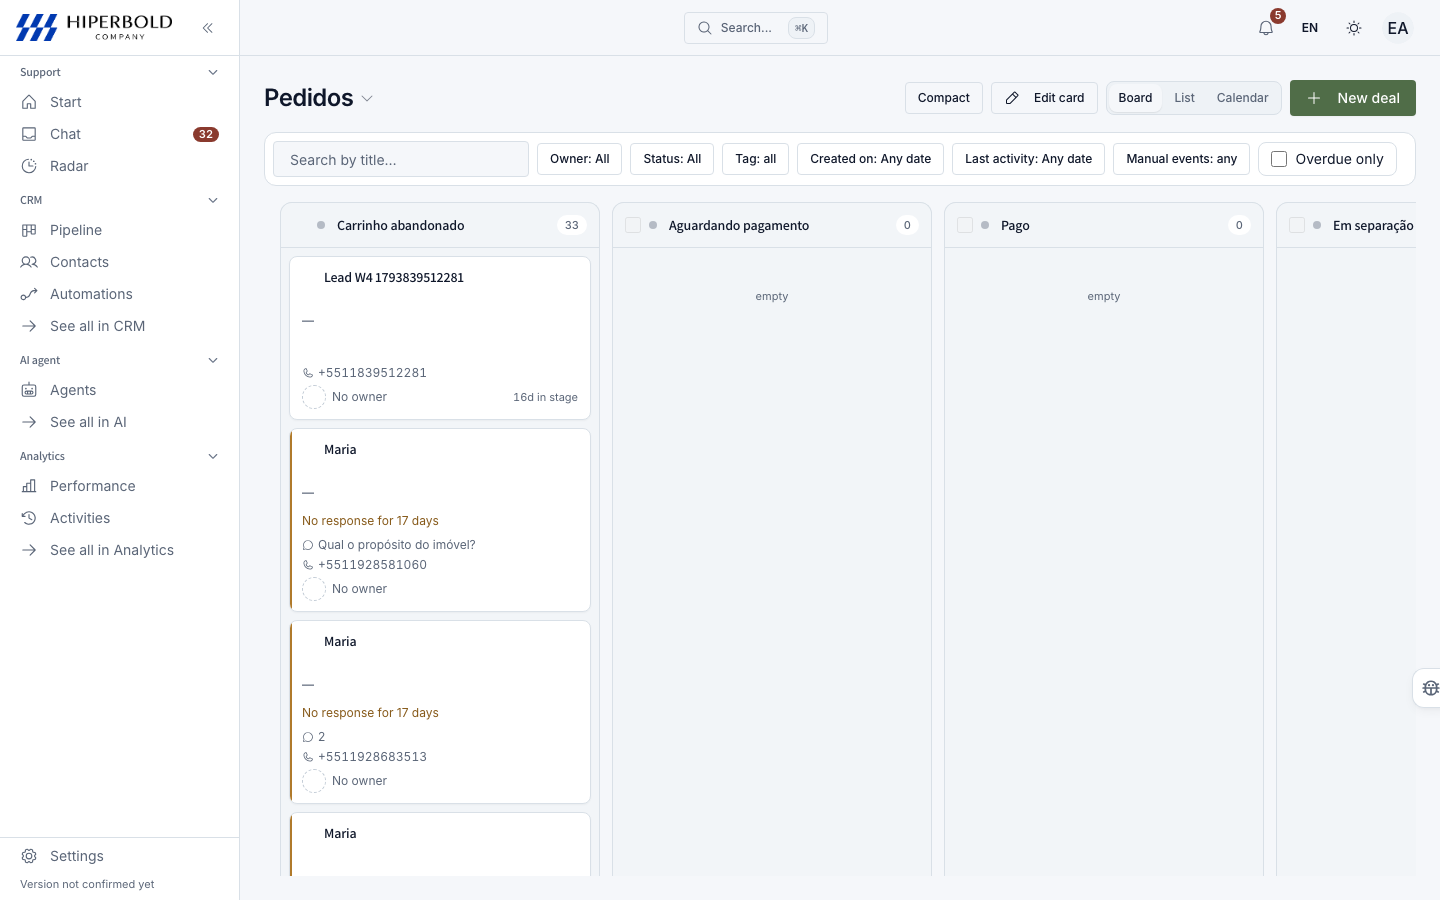 HIPERBOLD
COMPANY
Search...
⌘K
5
EN
EA
Support
Start
Chat
32
Radar
CRM
Pipeline
Contacts
Automations
See all in CRM
AI agent
Agents
See all in AI
Analytics
Performance
Activities
See all in Analytics
Settings
Version not confirmed yet
Pedidos
Compact
Edit card
Board
List
Calendar
New deal
Search by title...
Owner: All
Status: All
Tag: all
Created on: Any date
Last activity: Any date
Manual events: any
Overdue only
Carrinho abandonado
33
Lead W4 1793839512281
—
+5511839512281
No owner
16d in stage
Maria
—
No response for 17 days
Qual o propósito do imóvel?
+5511928581060
No owner
Maria
—
No response for 17 days
2
+5511928683513
No owner
Maria
Aguardando pagamento
0
empty
Pago
0
empty
Em separação